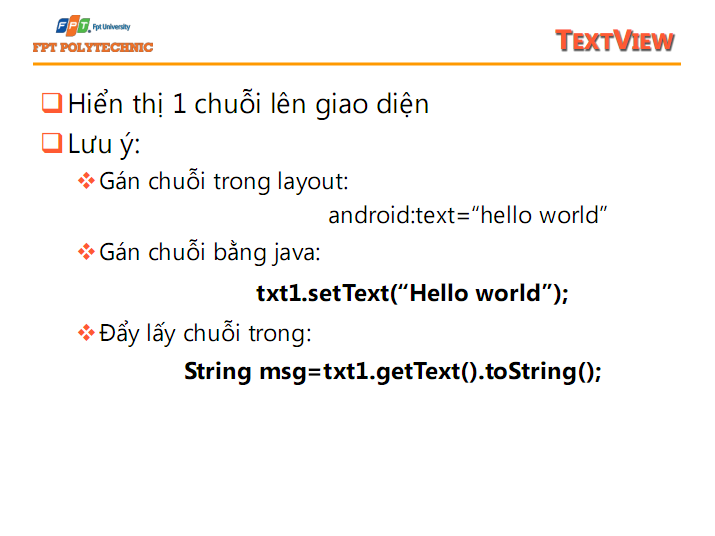 FPT. Fpt University
FPT POLYTECHNIC
TEXTVIEW
Hiển thị 1 chuỗi lên giao diện
Lưu ý:
Gán chuỗi trong layout:
android:text=“hello world”
Gán chuỗi bằng java:
txt1.setText(“Hello world”);
Đẩy lấy chuỗi trong:
String msg=txt1.getText().toString();